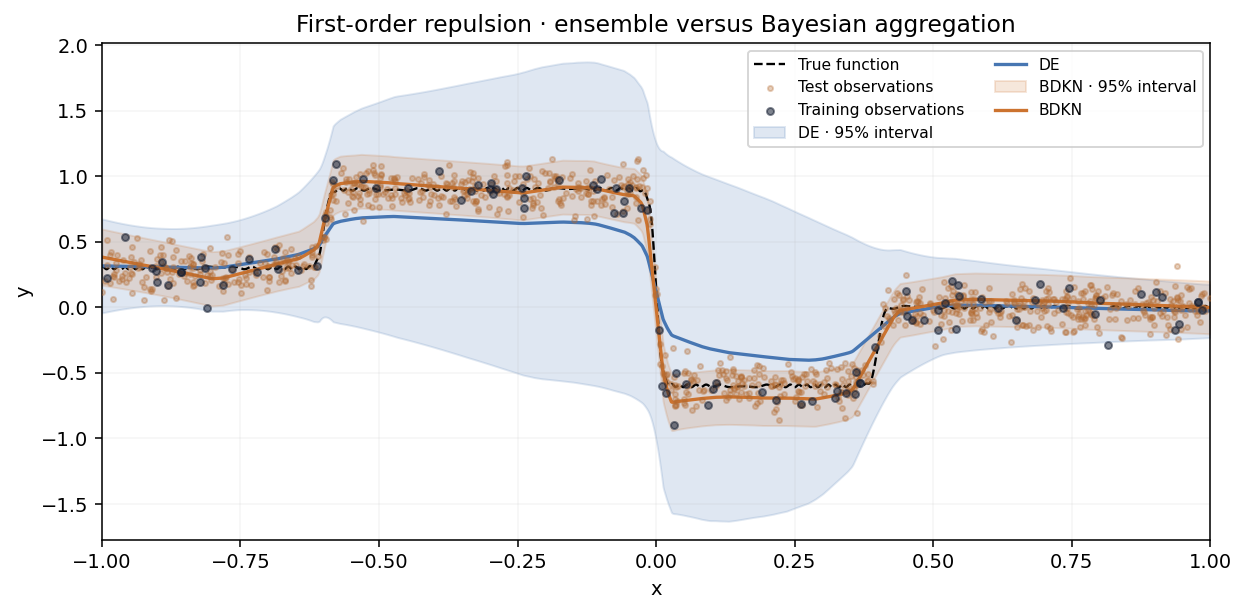 First-order repulsion · ensemble versus Bayesian aggregation
2.0
1.5
1.0
0.5
0.0
−0.5
−1.0
−1.5
y
True function
Test observations
Training observations
DE · 95% interval
DE
BDKN · 95% interval
BDKN
−1.00
−0.75
−0.50
−0.25
0.00
0.25
0.50
0.75
1.00
x